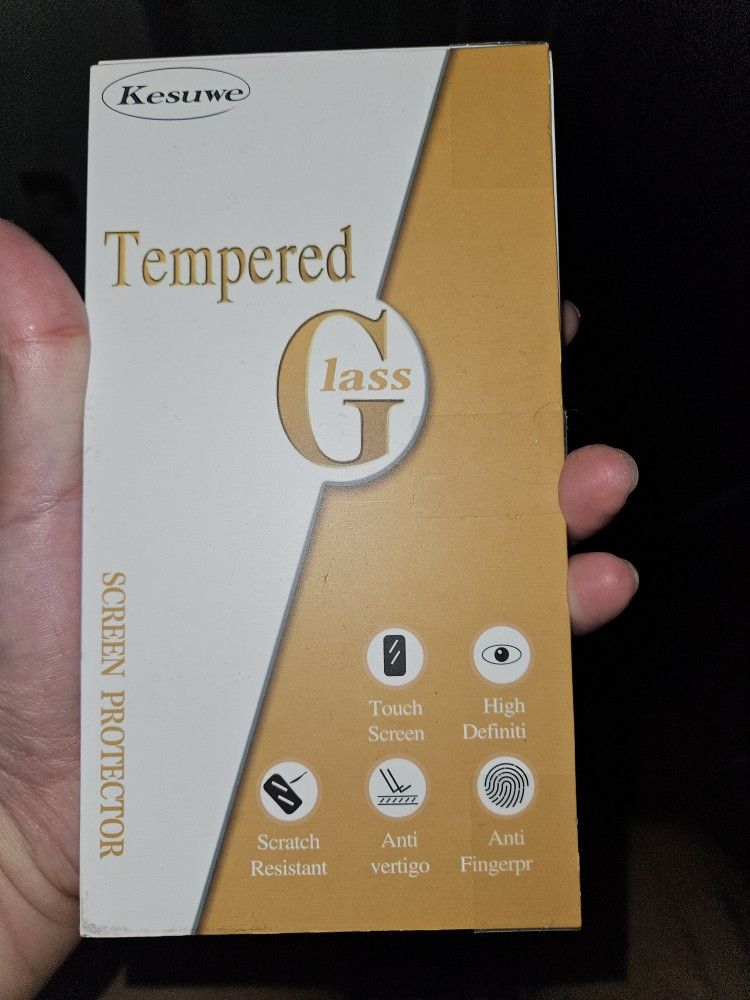 Kesuwe
Tempered
Glass
SCREEN PROTECTOR
Touch
Screen
High
Definiti
Scratch
Resistant
Anti
vertigo
Anti
Fingerpr